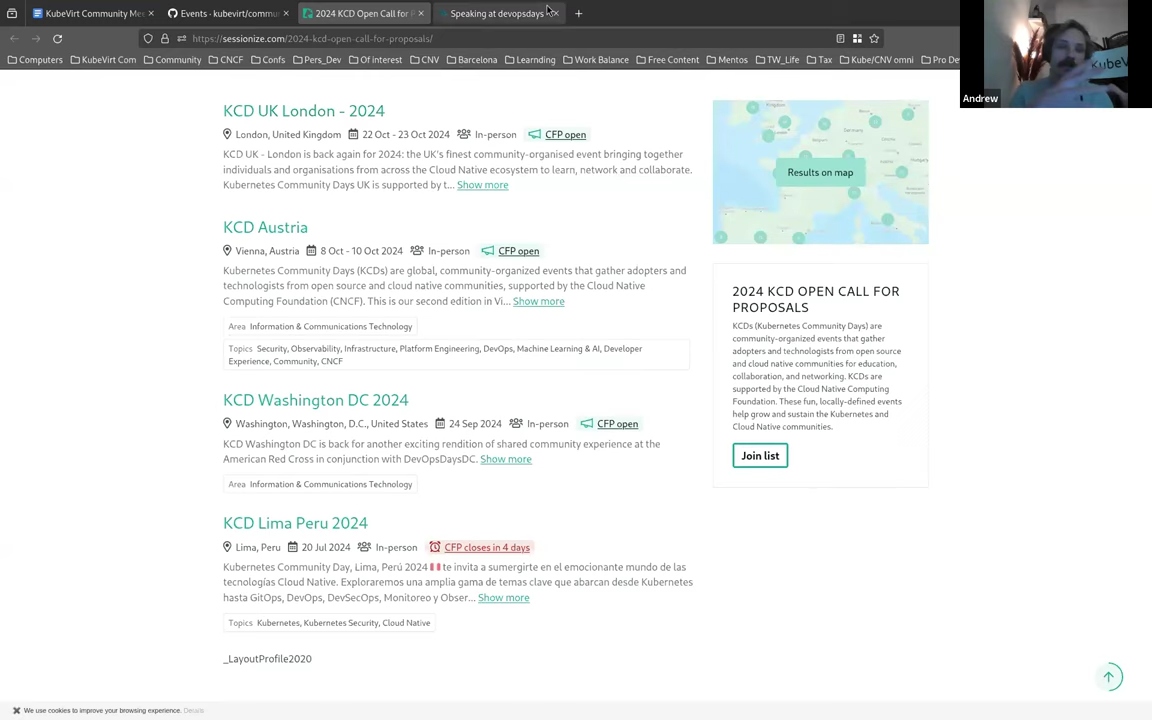 KubeVirt Community Me
Events · kubevirt/commu
2024 KCD Open Call for P
Speaking at devopsdays
https://sessionize.com/2024-kcd-open-call-for-proposals/
Computers KubeVirt Com Community CNCF Confs Pers_Dev Of interest CNV Barcelona Learnding Work Balance Free Content Mentos TW_Life Tax Kube/CNV omni Pro De
KubeV
Andrew
KCD UK London - 2024
London, United Kingdom 22 Oct - 23 Oct 2024 In-person CFP open
KCD UK - London is back again for 2024: the UK's finest community-organised event bringing together
individuals and organisations from across the Cloud Native ecosystem to learn, network and collaborate.
Kubernetes Community Days UK is supported by t... Show more
KCD Austria
Vienna, Austria 8 Oct - 10 Oct 2024 In-person CFP open
Kubernetes Community Days (KCDs) are global, community-organized events that gather adopters and
technologists from open source and cloud native communities, supported by the Cloud Native
Computing Foundation (CNCF). This is our second edition in Vi... Show more
Area Information & Communications Technology
Topics Security, Observability, Infrastructure, Platform Engineering, DevOps, Machine Learning & AI, Developer
Experience, Community, CNCF
KCD Washington DC 2024
Washington, Washington, D.C., United States 24 Sep 2024 In-person CFP open
KCD Washington DC is back for another exciting rendition of shared community experience at the
American Red Cross in conjunction with DevOpsDaysDC. Show more
Area Information & Communications Technology
KCD Lima Peru 2024
Lima, Peru 20 Jul 2024 In-person CFP closes in 4 days
Kubernetes Community Day, Lima, Perú 2024 🇵🇪 te invita a sumergirte en el emocionante mundo de las
tecnologías Cloud Native. Exploraremos una amplia gama de temas clave que abarcan desde Kubernetes
hasta GitOps, DevOps, DevSecOps, Monitoreo y Obser... Show more
Topics Kubernetes, Kubernetes Security, Cloud Native
_LayoutProfile2020
Results on map
2024 KCD OPEN CALL FOR
PROPOSALS
KCDs (Kubernetes Community Days) are
community-organized events that gather
adopters and technologists from open source
and cloud native communities for education,
collaboration, and networking. KCDs are
supported by the Cloud Native Computing
Foundation (CNCF). These fun, locally-defined events
help grow and sustain the Kubernetes and
Cloud Native communities.
Join list
We use cookies to improve your browsing experience. Details